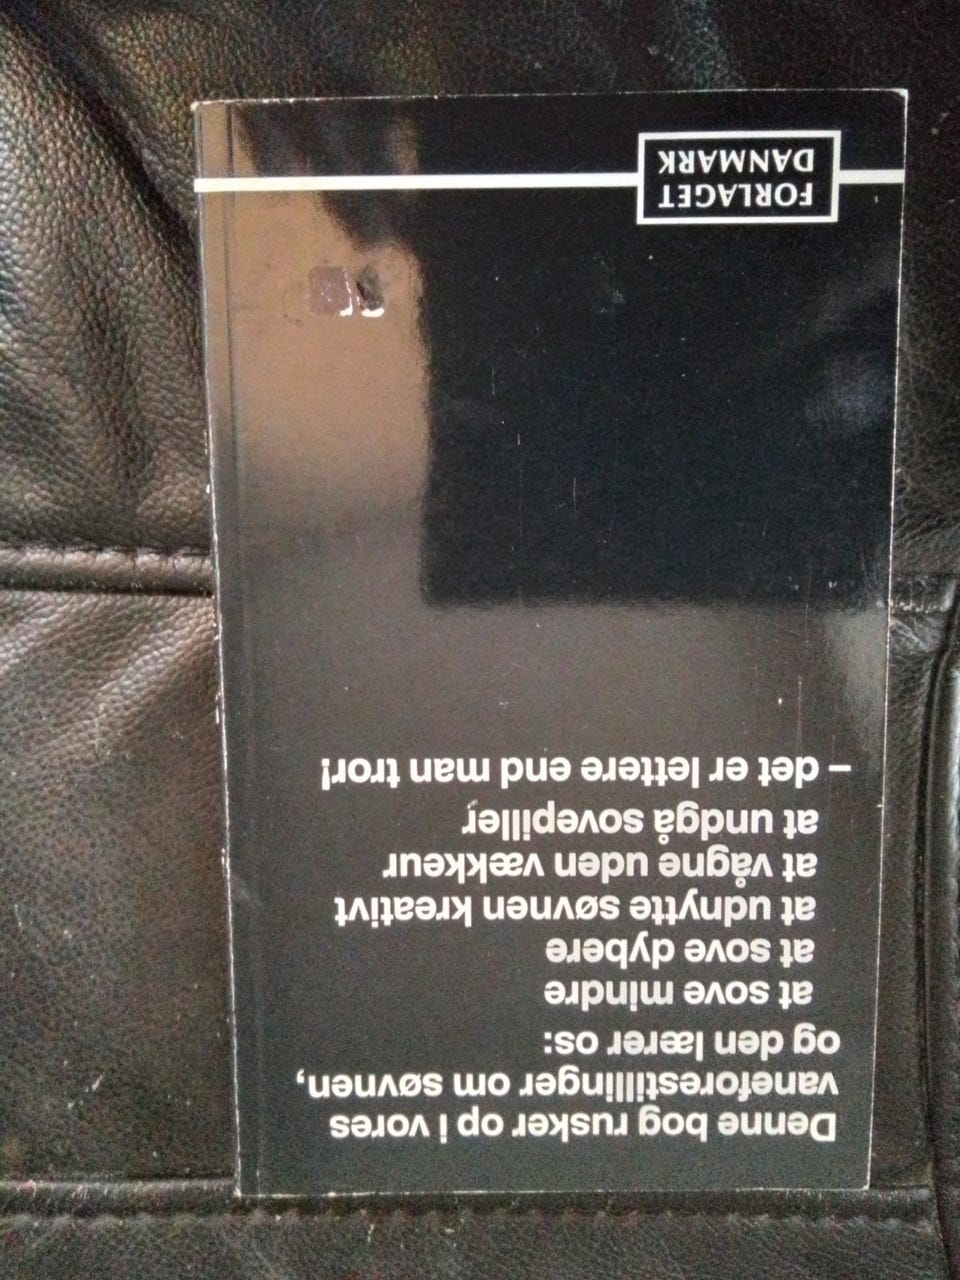 Denne bog rusker op i vores
vaneforestillinger om søvnen,
og den lærer os:
at sove mindre
at sove dybere
at udnytte søvnen kreativt
at vågne uden vækkeur
at undgå sovepiller,
– det er lettere end man tror!
FORLAGET
DANMARK